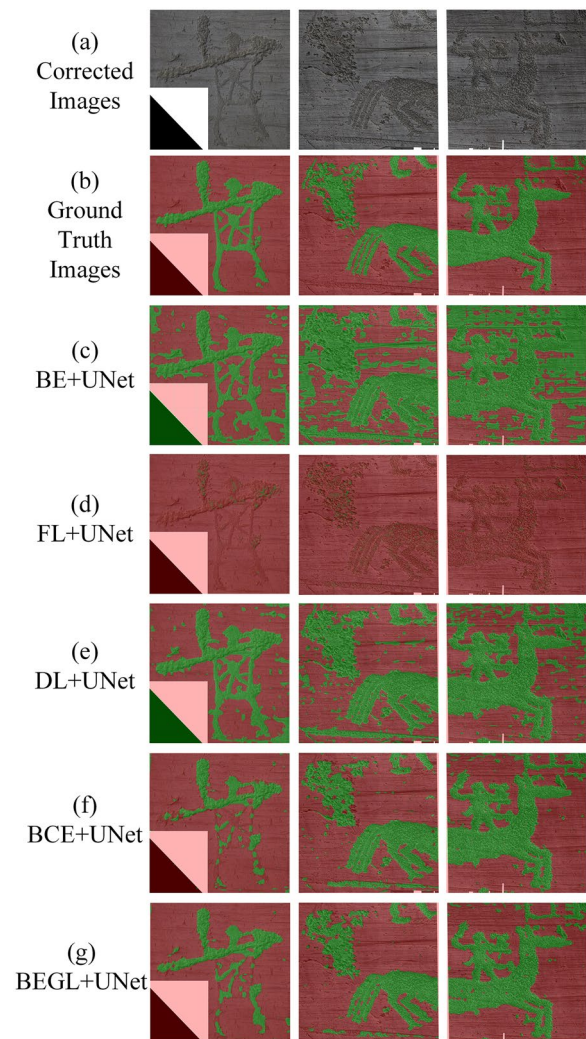 (a)
Corrected
Images
(b)
Ground
Truth
Images
(c)
BE+UNet
(d)
FL+UNet
(e)
DL+UNet
(f)
BCE+UNet
(g)
BEGL+UNet